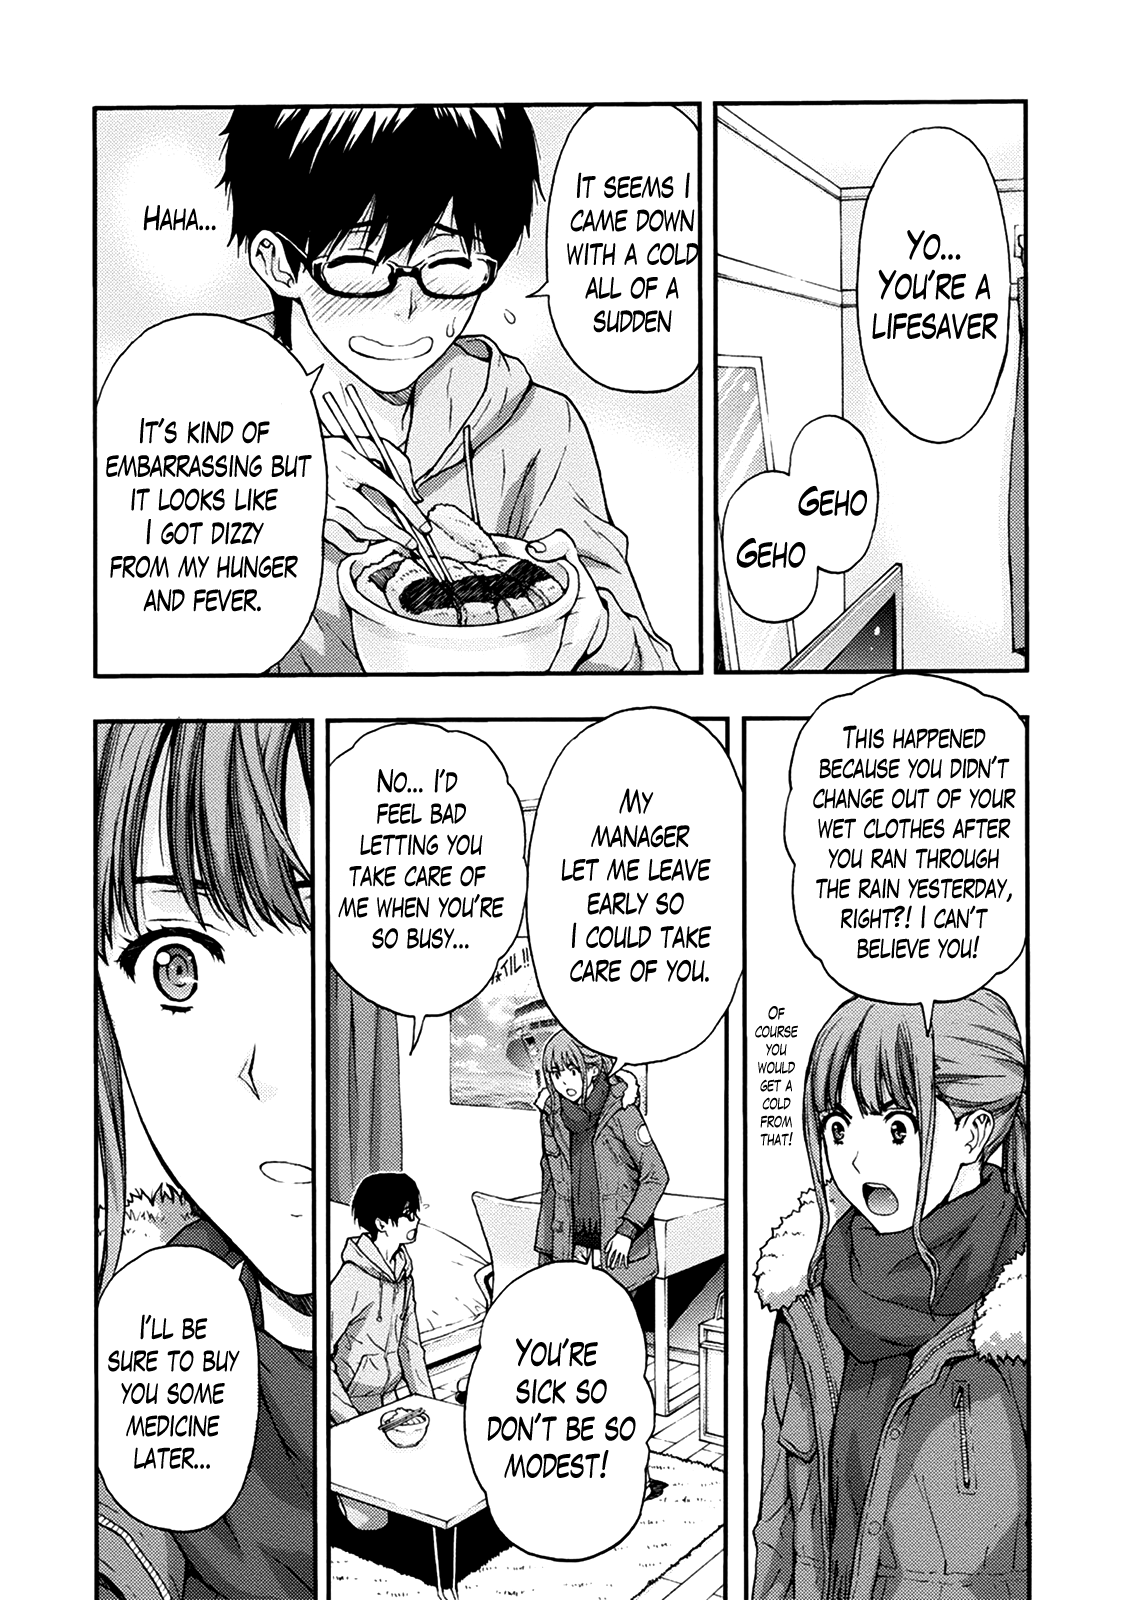 Yo...
You're a
lifesaver
Geho
Geho
It seems I
came down
with a cold
all of a
sudden
Haha...
It's kind of
embarrassing but
it looks like
I got dizzy
from my hunger
and fever.
This happened
because you didn't
change out of your
wet clothes after
you ran through
the rain yesterday,
right?! I can't
believe you!
Of
course
you
would
get a
cold
from
that!
My
manager
let me leave
early so
I could take
care of you.
No... I'd
feel bad
letting you
take care of
me when you're
so busy...
You're
sick so
don't be so
modest!
I'll be
sure to buy
you some
medicine
later...